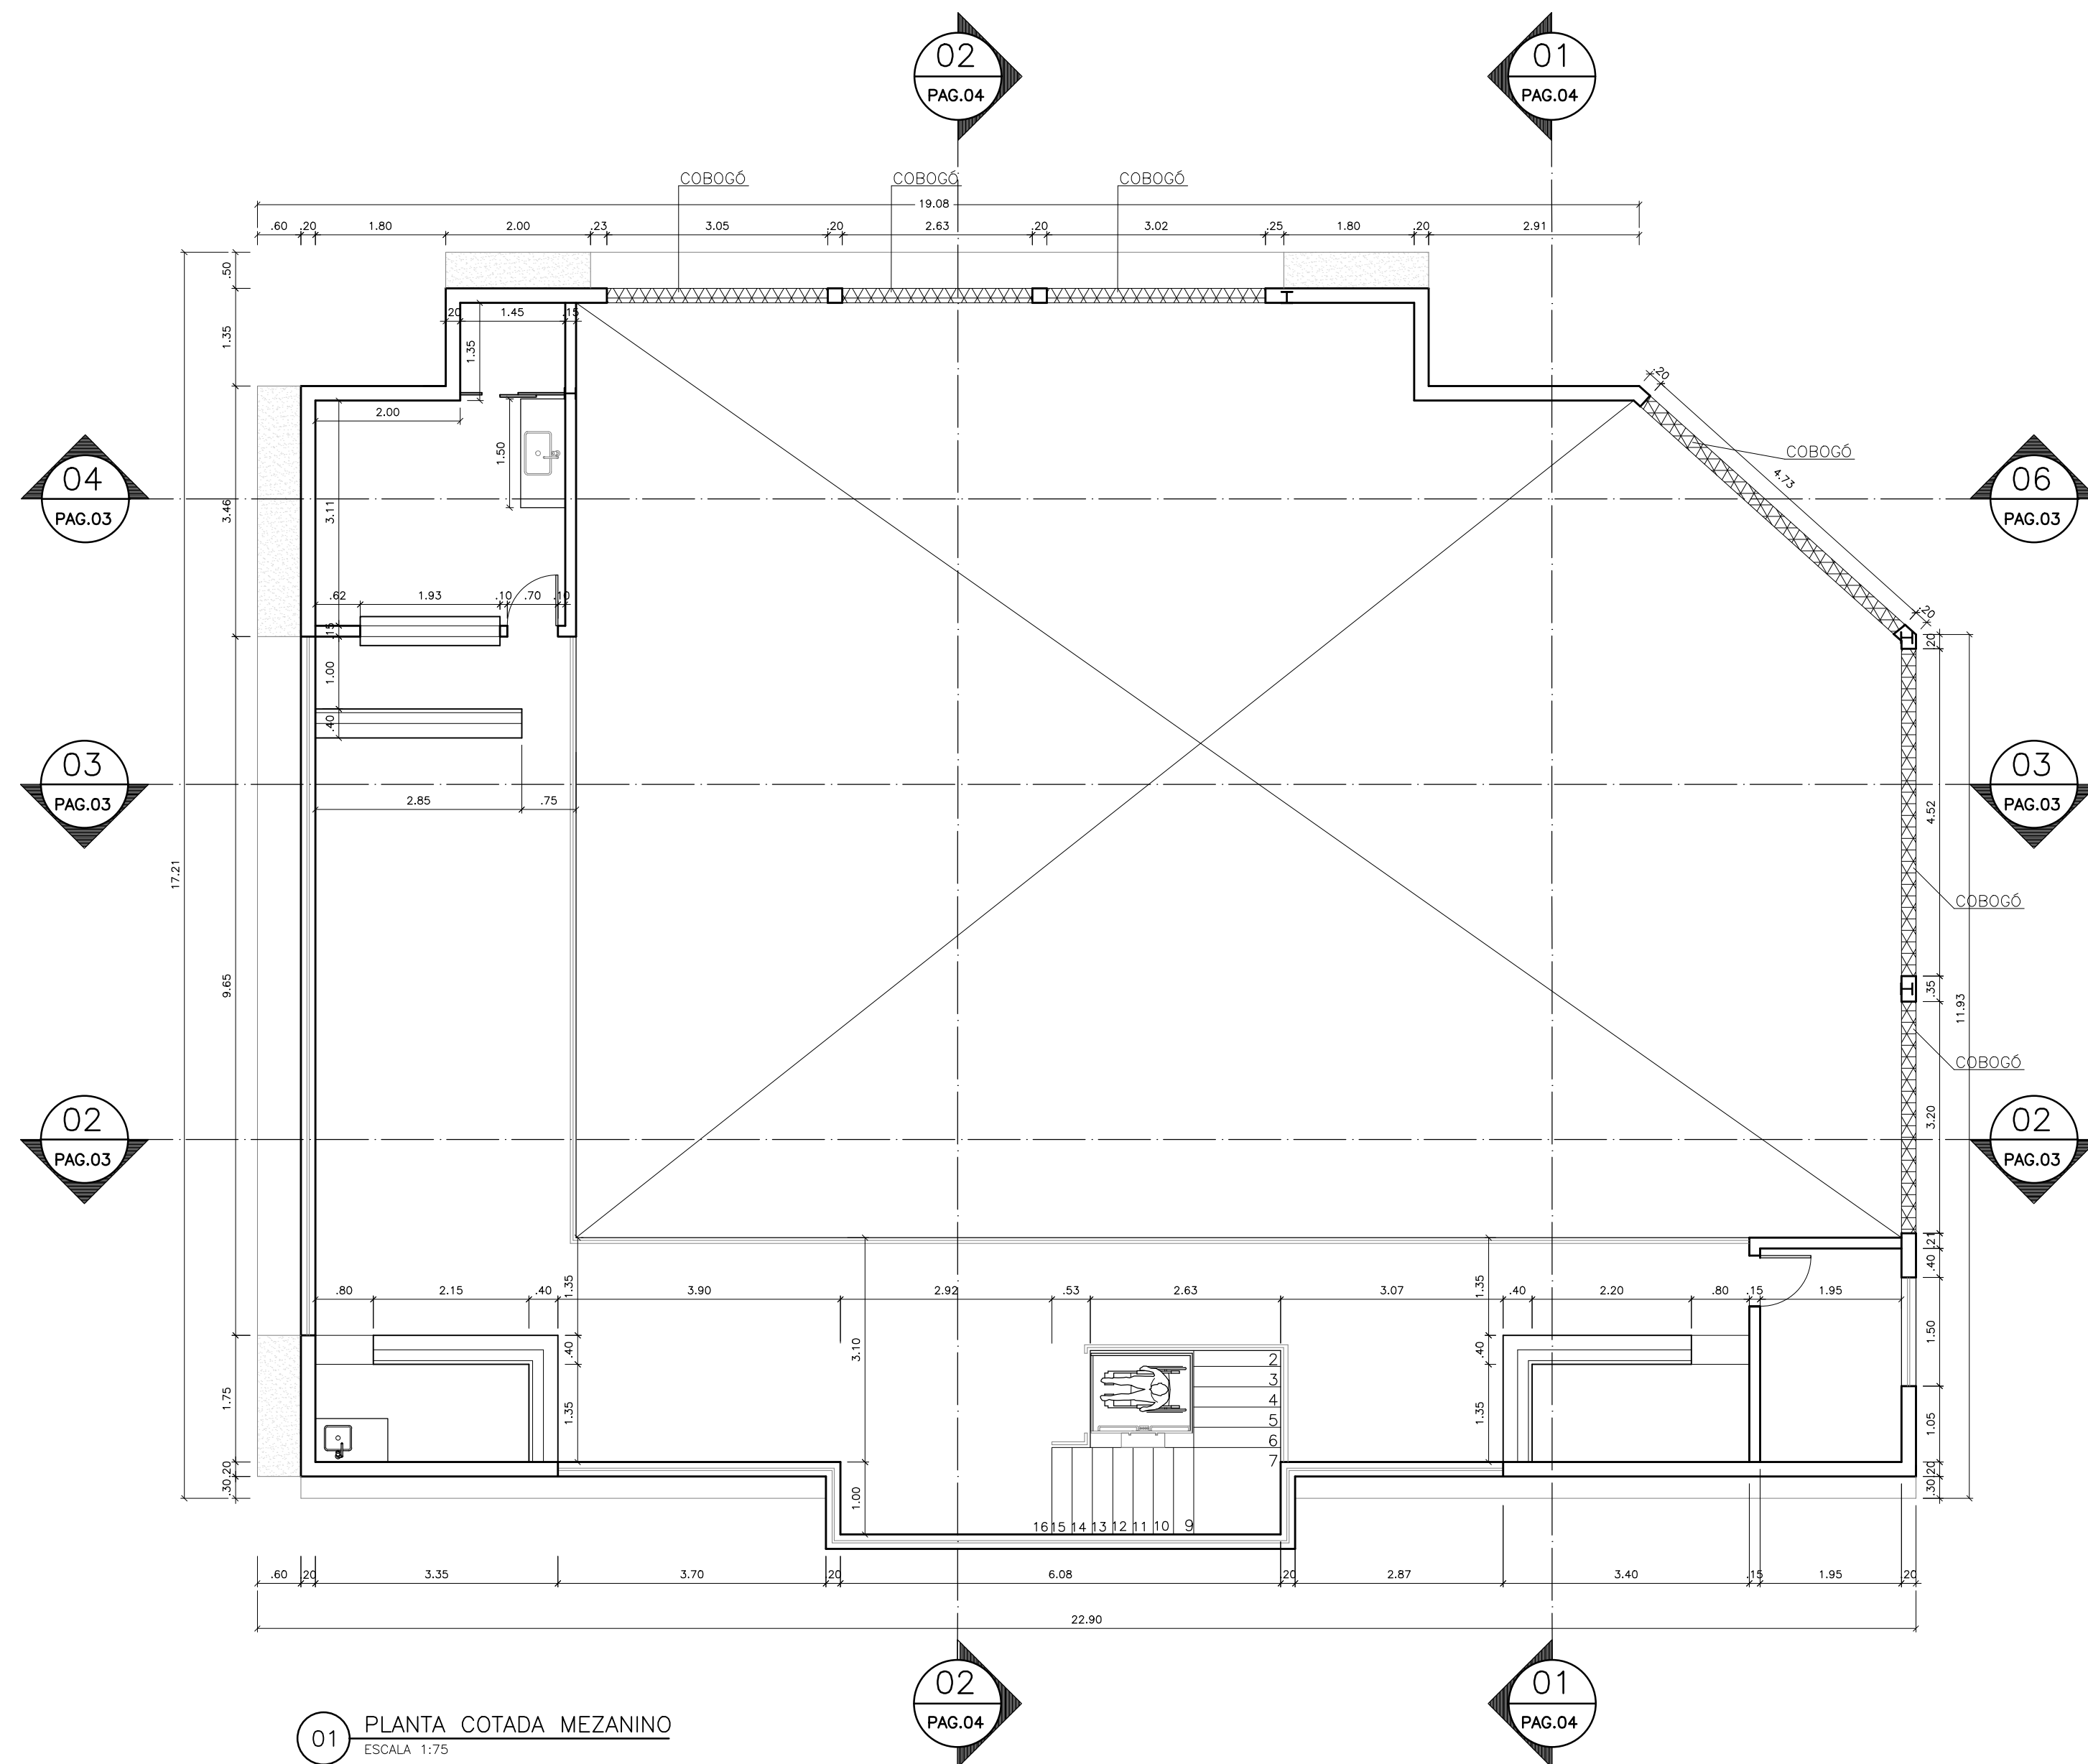 02
PAG.04
01
PAG.04
COBOGÓ
COBOGÓ
COBOGÓ
19.08
.60 .20 1.80 2.00 .23 3.05 .20 2.63 .20 3.02 .25 1.80 .20 2.91
.50
1.35
3.46
9.65
1.75
.20
.30
17.21
.20 1.45 .15
1.35
2.00
1.50
3.11
.62 1.93 .10 .70 .10
.15
1.00
.40
2.85 .75
.20
4.73
.20
COBOGÓ
04
PAG.03
06
PAG.03
03
PAG.03
03
PAG.03
02
PAG.03
02
PAG.03
.20
4.52
.35
3.20
.21
.40
1.50
1.05
.20
.30
11.93
COBOGÓ
COBOGÓ
.80 2.15 .40 3.90 2.92 .53 2.63 3.07 .40 2.20 .80 .15 1.95
1.35
.40
1.35
3.10
1.00
1.35
.40
1.35
2
3
4
5
6
7
16 15 14 13 12 11 10 9
.60 .20 3.35 3.70 .20 6.08 .20 2.87 3.40 .15 1.95 .20
22.90
02
PAG.04
01
PAG.04
01
PLANTA COTADA MEZANINO
ESCALA 1:75